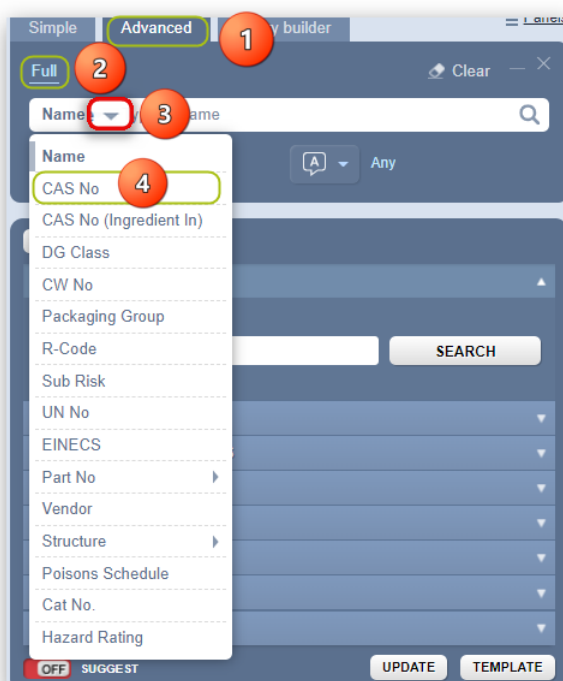 Simple Advanced 1 y builder Panels
Full 2 Clear
Name 3 ame
Name
Any
CAS No 4
CAS No (Ingredient In)
DG Class
CW No
Packaging Group
R-Code
SEARCH
Sub Risk
UN No
EINECS
Part No
Vendor
Structure
Poisons Schedule
Cat No.
Hazard Rating
OFF SUGGEST UPDATE TEMPLATE